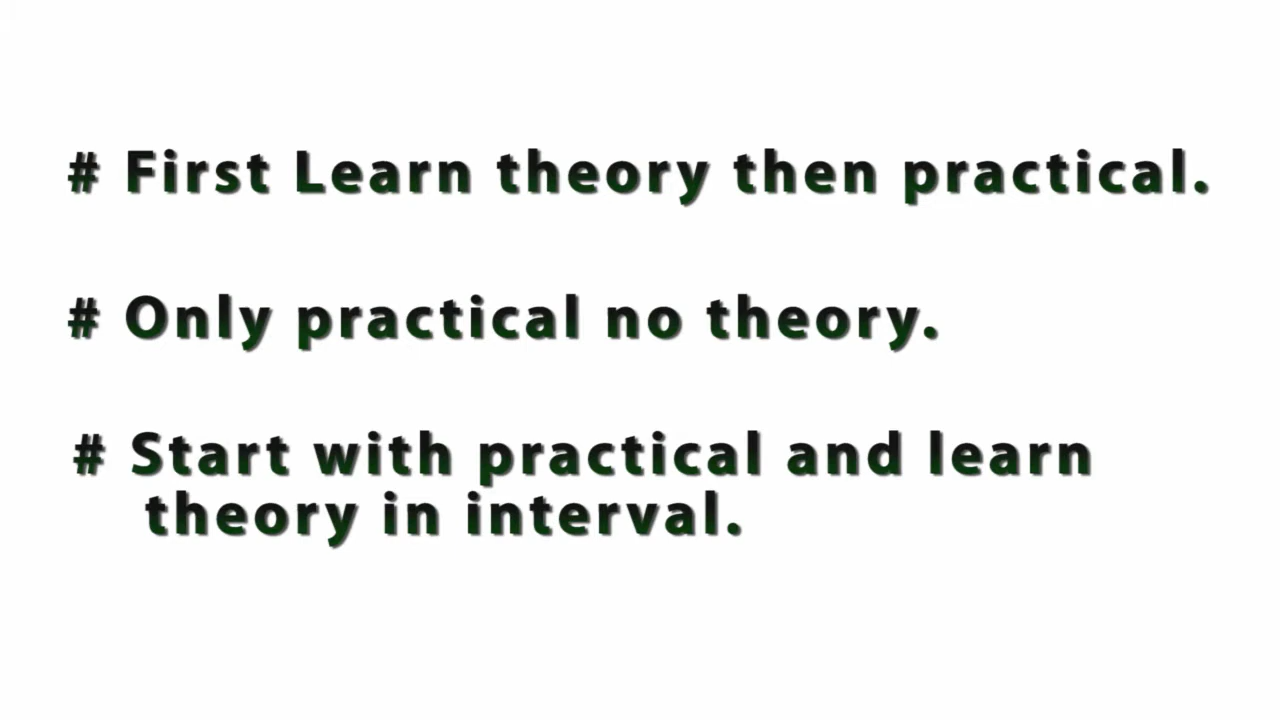 # First Learn theory then practical.
# Only practical no theory.
# Start with practical and learn
theory in interval.